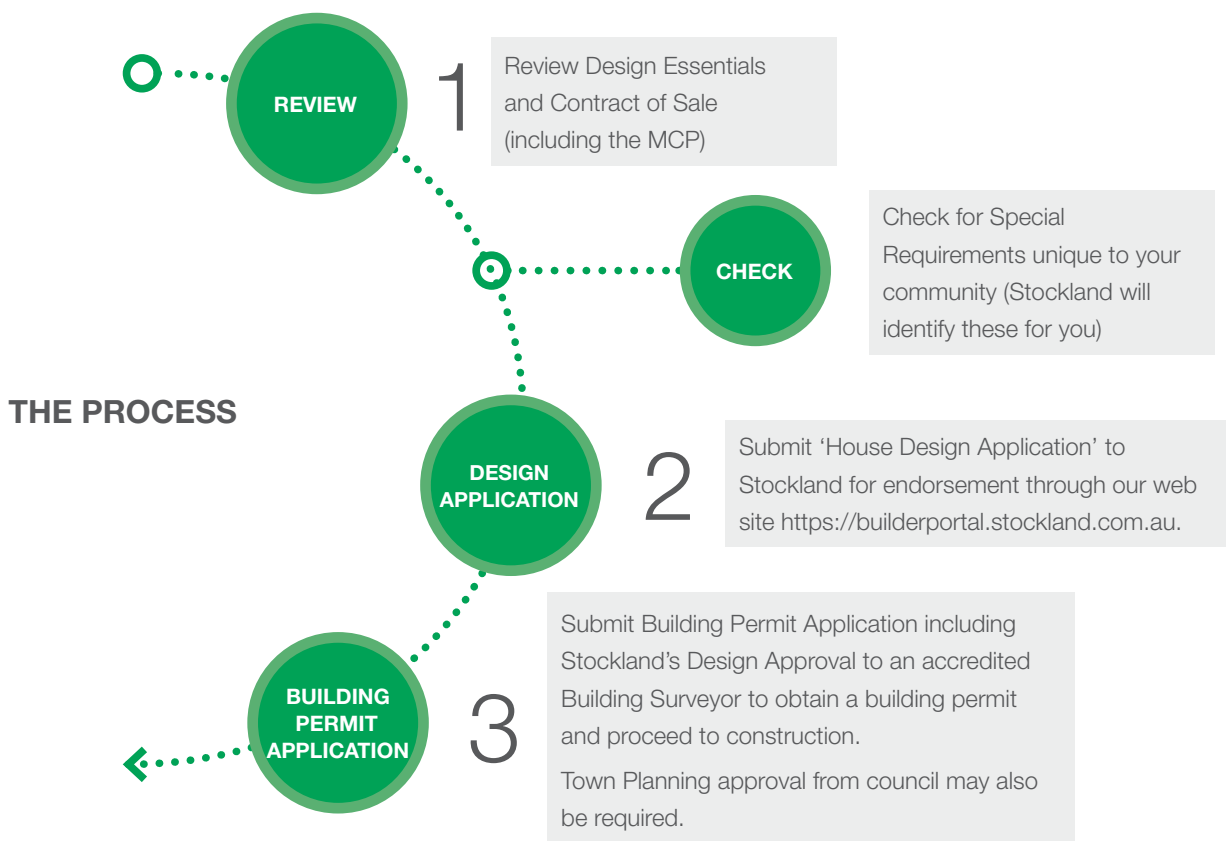 REVIEW
1
Review Design Essentials
and Contract of Sale
(including the MCP)
CHECK
Check for Special
Requirements unique to your
community (Stockland will
identify these for you)
THE PROCESS
DESIGN
APPLICATION
2
Submit ‘House Design Application’ to
Stockland for endorsement through our web
site https://builderportal.stockland.com.au.
BUILDING
PERMIT
APPLICATION
3
Submit Building Permit Application including
Stockland’s Design Approval to an accredited
Building Surveyor to obtain a building permit
and proceed to construction.
Town Planning approval from council may also
be required.